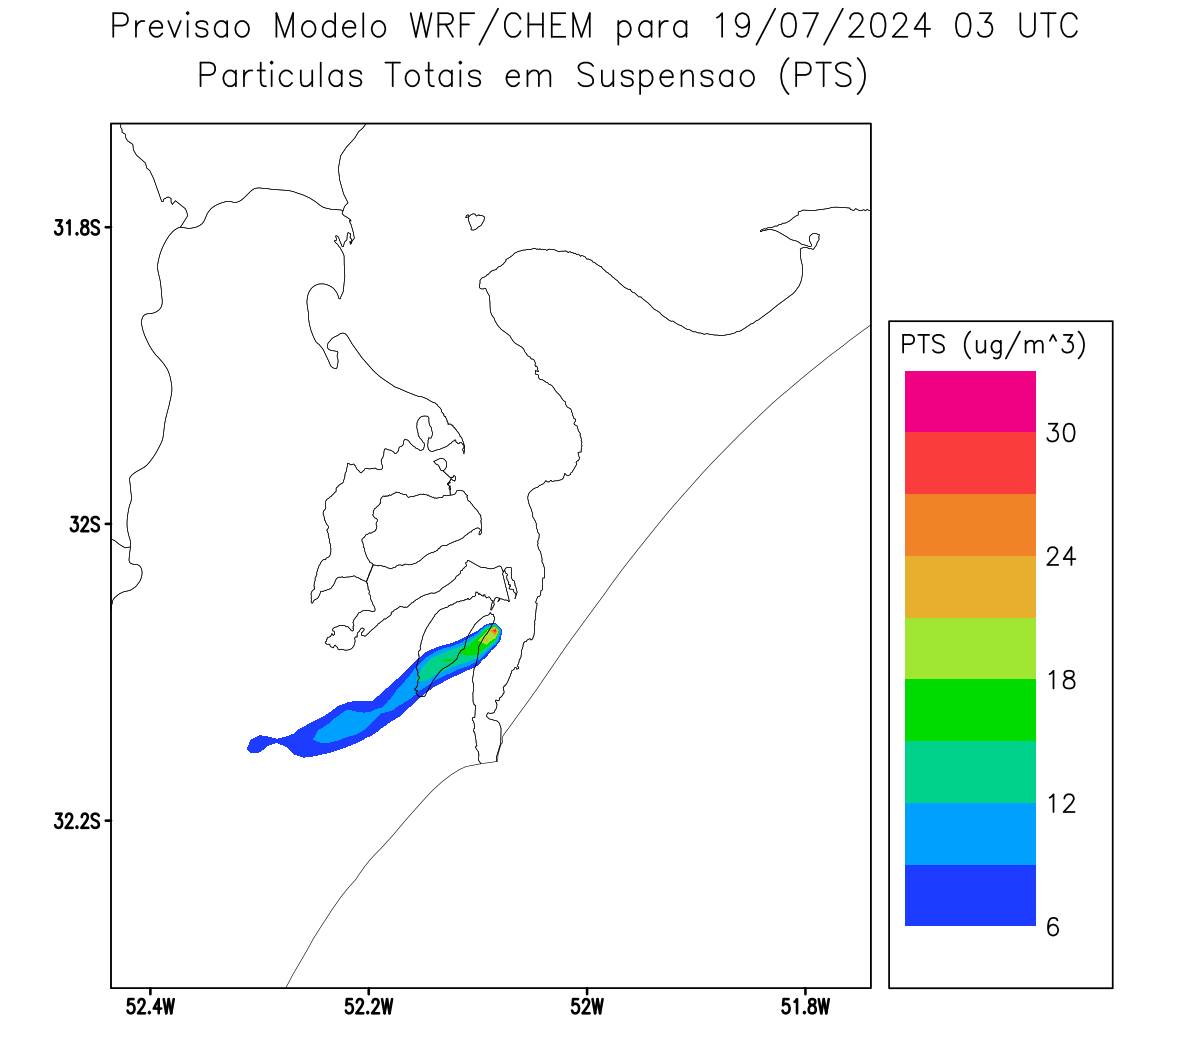 Previsao Modelo WRF/CHEM para 19/07/2024 03 UTC
Particulas Totais em Suspensao (PTS)
31.8S
32S
32.2S
52.4W
52.2W
52W
51.8W
PTS (ug/m^3)
30
24
18
12
6